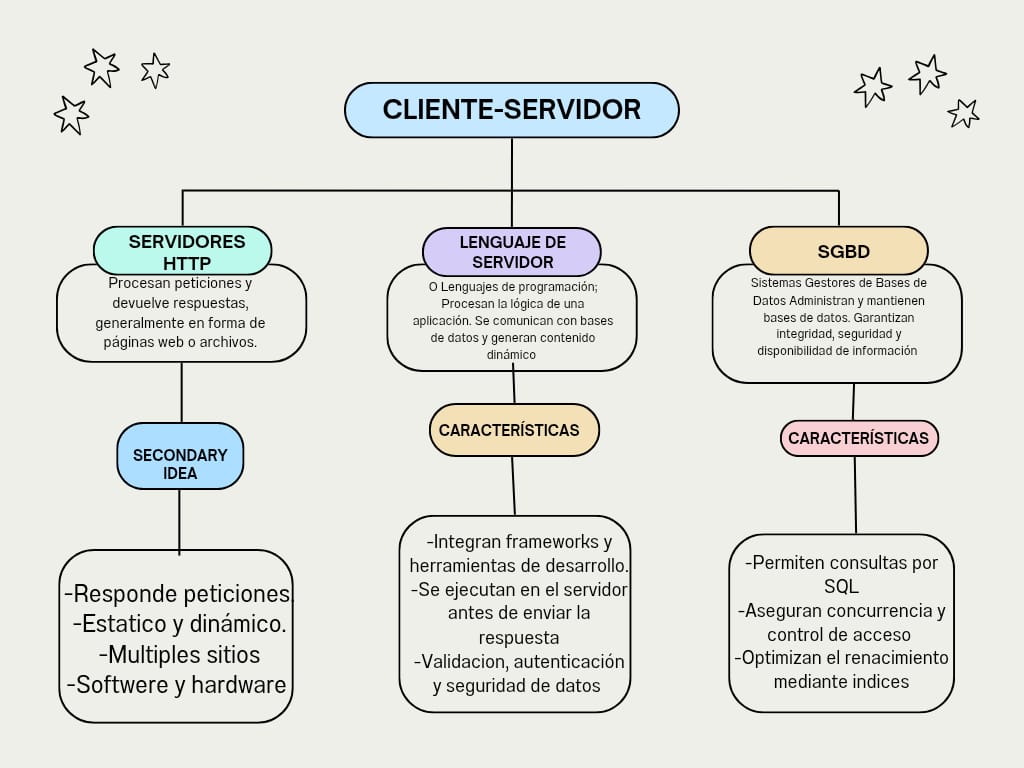 CLIENTE-SERVIDOR
SERVIDORES
HTTP
Procesan peticiones y
devuelve respuestas,
generalmente en forma de
páginas web o archivos.
SECONDARY
IDEA
-Responde peticiones
-Estatico y dinámico.
-Multiples sitios
-Softwere y hardware
LENGUAJE DE
SERVIDOR
O Lenguajes de programación;
Procesan la lógica de una
aplicación. Se comunican con bases
de datos y generan contenido
dinámico
CARACTERÍSTICAS
-Integran frameworks y
herramientas de desarrollo.
-Se ejecutan en el servidor
antes de enviar la
respuesta
-Validacion, autenticación
y seguridad de datos
SGBD
Sistemas Gestores de Bases de
Datos Administran y mantienen
bases de datos. Garantizan
integridad, seguridad y
disponibilidad de información
CARACTERÍSTICAS
-Permiten consultas por
SQL
-Aseguran concurrencia y
control de acceso
-Optimizan el renacimiento
mediante indices